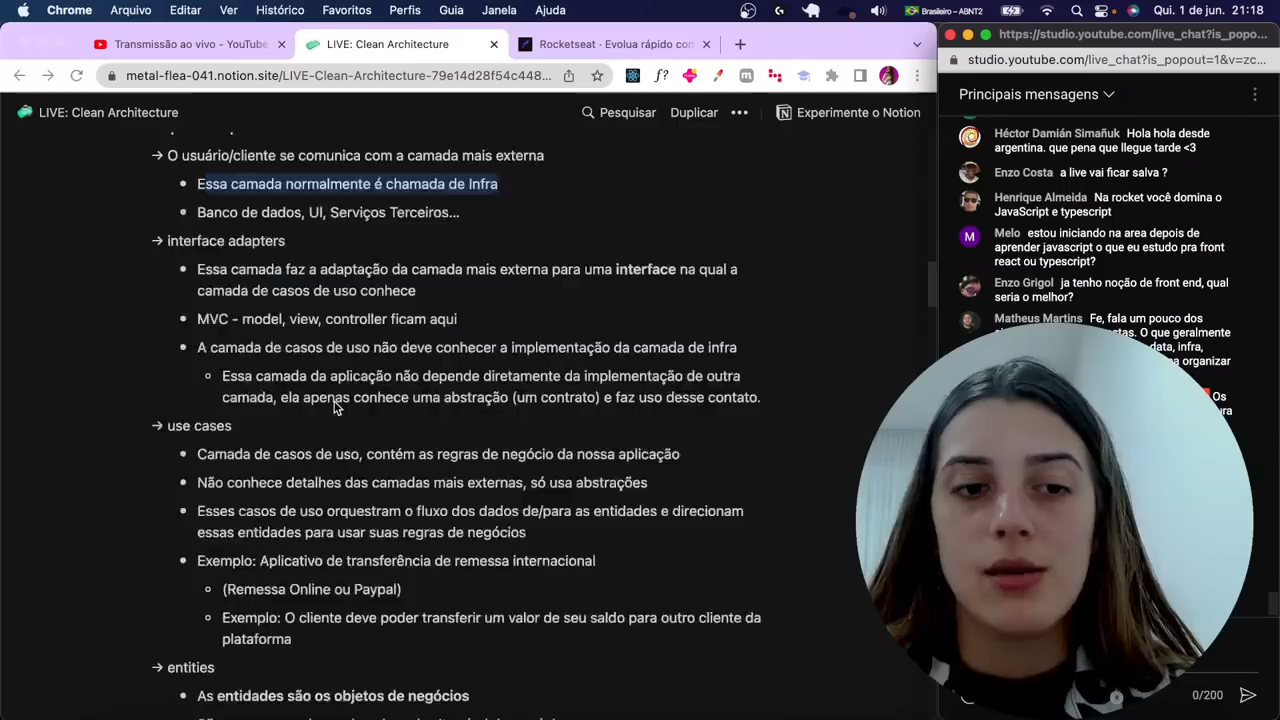 Chrome Arquivo Editar Ver Histórico Favoritos Perfis Guia Janela Ajuda
Brasileiro – ABNT2 Qui. 1 de jun. 21:18
Transmissão ao vivo - YouTube
LIVE: Clean Architecture
Rocketseat · Evolua rápido con
https://studio.youtube.com/live_chat?is_popo...
metal-flea-041.notion.site/LIVE-Clean-Architecture-79e14d28f54c448...
studio.youtube.com/live_chat?is_popout=1&v=zc...
LIVE: Clean Architecture
Pesquisar Duplicar ••• Experimente o Notion
→ O usuário/cliente se comunica com a camada mais externa
• Essa camada normalmente é chamada de Infra
• Banco de dados, UI, Serviços Terceiros...
→ interface adapters
• Essa camada faz a adaptação da camada mais externa para uma interface na qual a
camada de casos de uso conhece
• MVC - model, view, controller ficam aqui
• A camada de casos de uso não deve conhecer a implementação da camada de infra
◦ Essa camada da aplicação não depende diretamente da implementação de outra
camada, ela apenas conhece uma abstração (um contrato) e faz uso desse contato.
→ use cases
• Camada de casos de uso, contém as regras de negócio da nossa aplicação
• Não conhece detalhes das camadas mais externas, só usa abstrações
• Esses casos de uso orquestram o fluxo dos dados de/para as entidades e direcionam
essas entidades para usar suas regras de negócios
• Exemplo: Aplicativo de transferência de remessa internacional
◦ (Remessa Online ou Paypal)
◦ Exemplo: O cliente deve poder transferir um valor de seu saldo para outro cliente da
plataforma
→ entities
• As entidades são os objetos de negócios
Principais mensagens
Héctor Damián Simañuk Hola hola desde
argentina. que pena que llegue tarde <3
Enzo Costa a live vai ficar salva ?
Henrique Almeida Na rocket você domina o
JavaScript e typescript
M
Melo estou iniciando na area depois de
aprender javascript o que eu estudo pra front
react ou typescript?
Enzo Grigol ja tenho noção de front end, qual
seria o melhor?
Matheus Martins Fe, fala um pouco dos
O que geralmente
data, infra,
organizar
Os
0/200